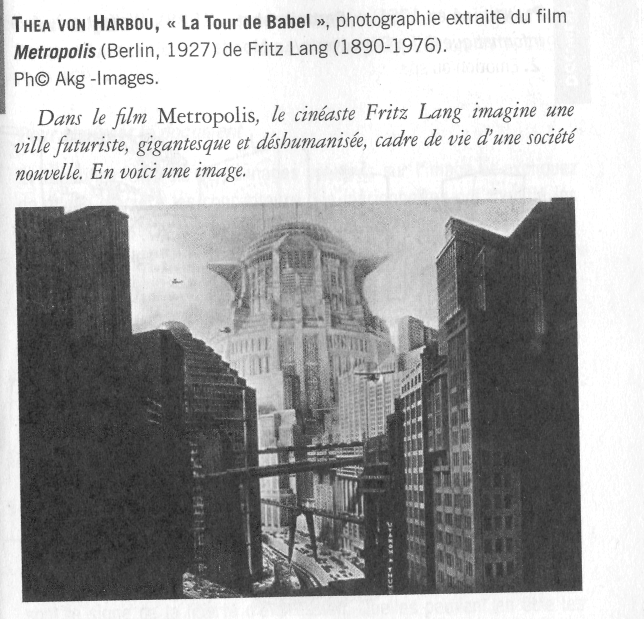 THEA VON HARBOU, « La Tour de Babel », photographie extraite du film
Metropolis (Berlin, 1927) de Fritz Lang (1890-1976).
Ph© Akg -Images.
Dans le film Metropolis, le cinéaste Fritz Lang imagine une
ville futuriste, gigantesque et déshumanisée, cadre de vie d'une société
nouvelle. En voici une image.